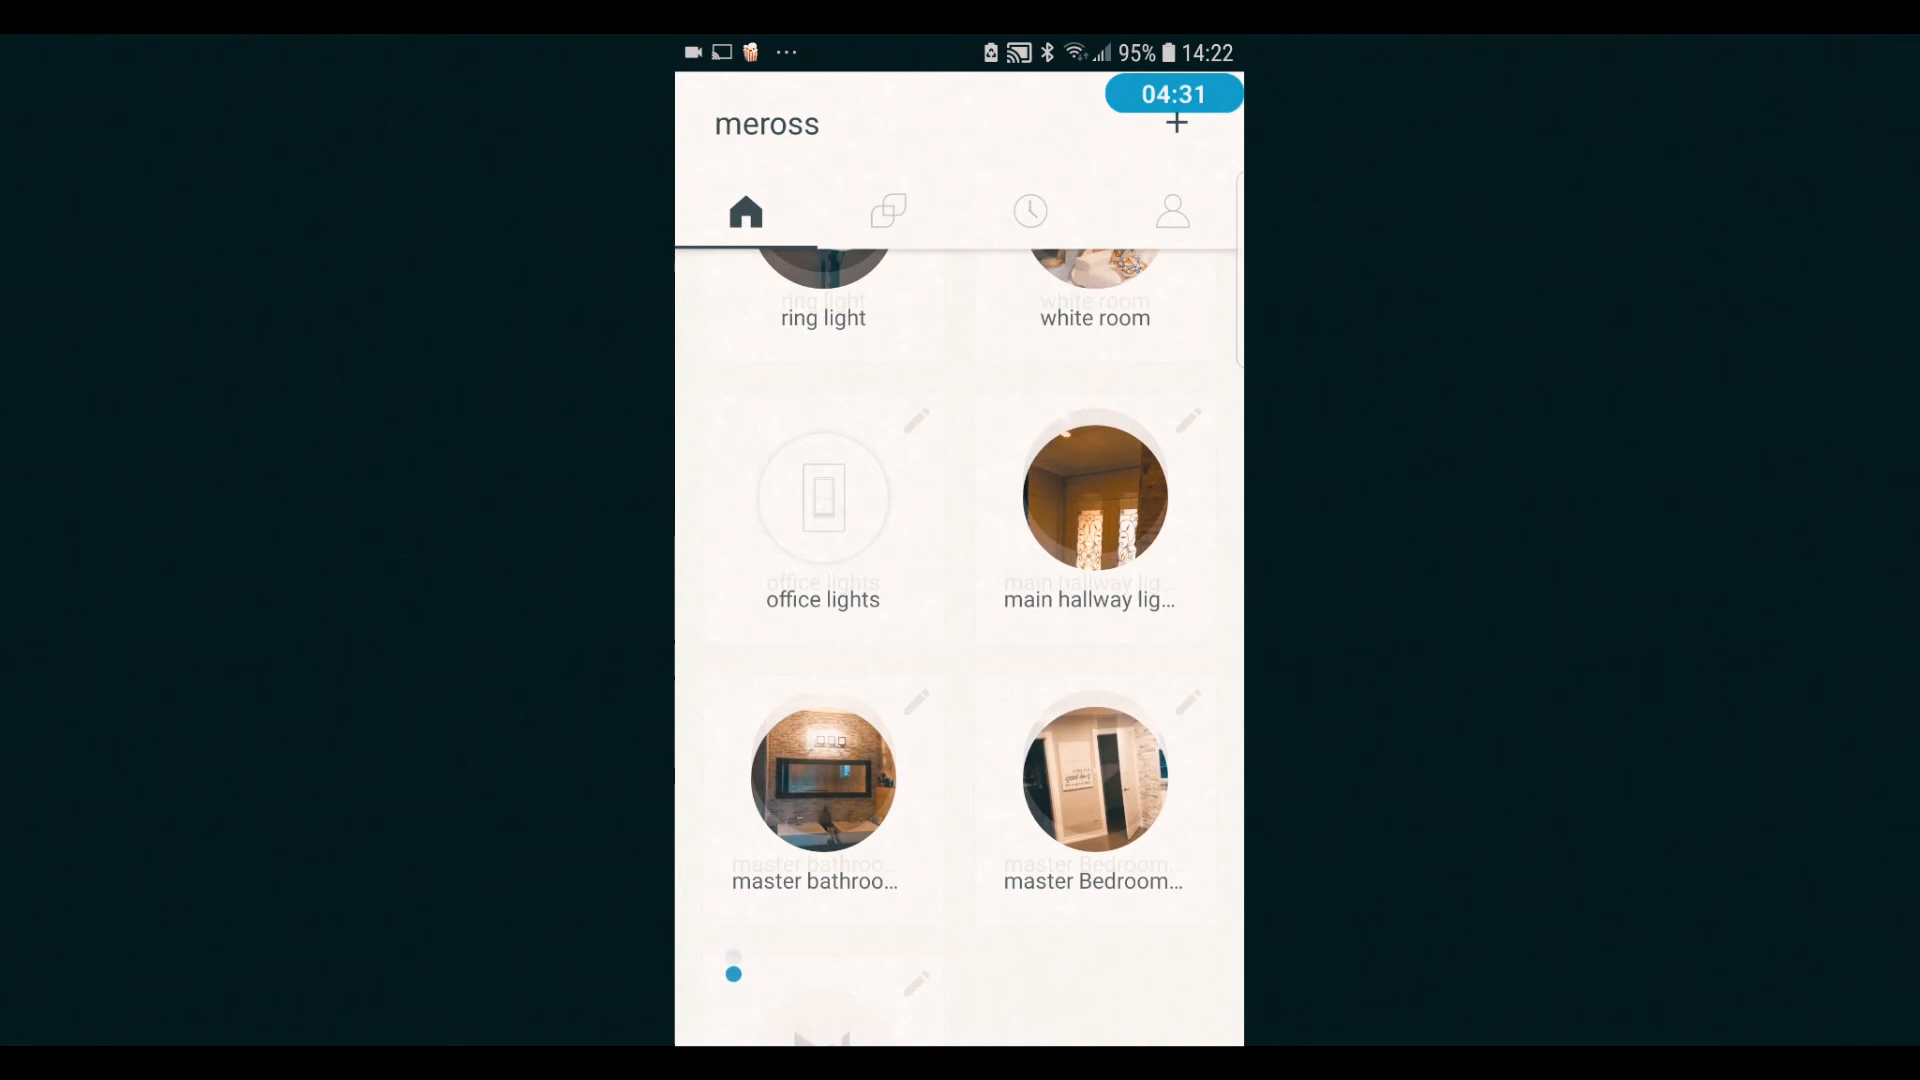 95% 14:22
04:31
meross
ring light
white room
office lights
main hallway lig...
master bathroo...
master Bedroom...